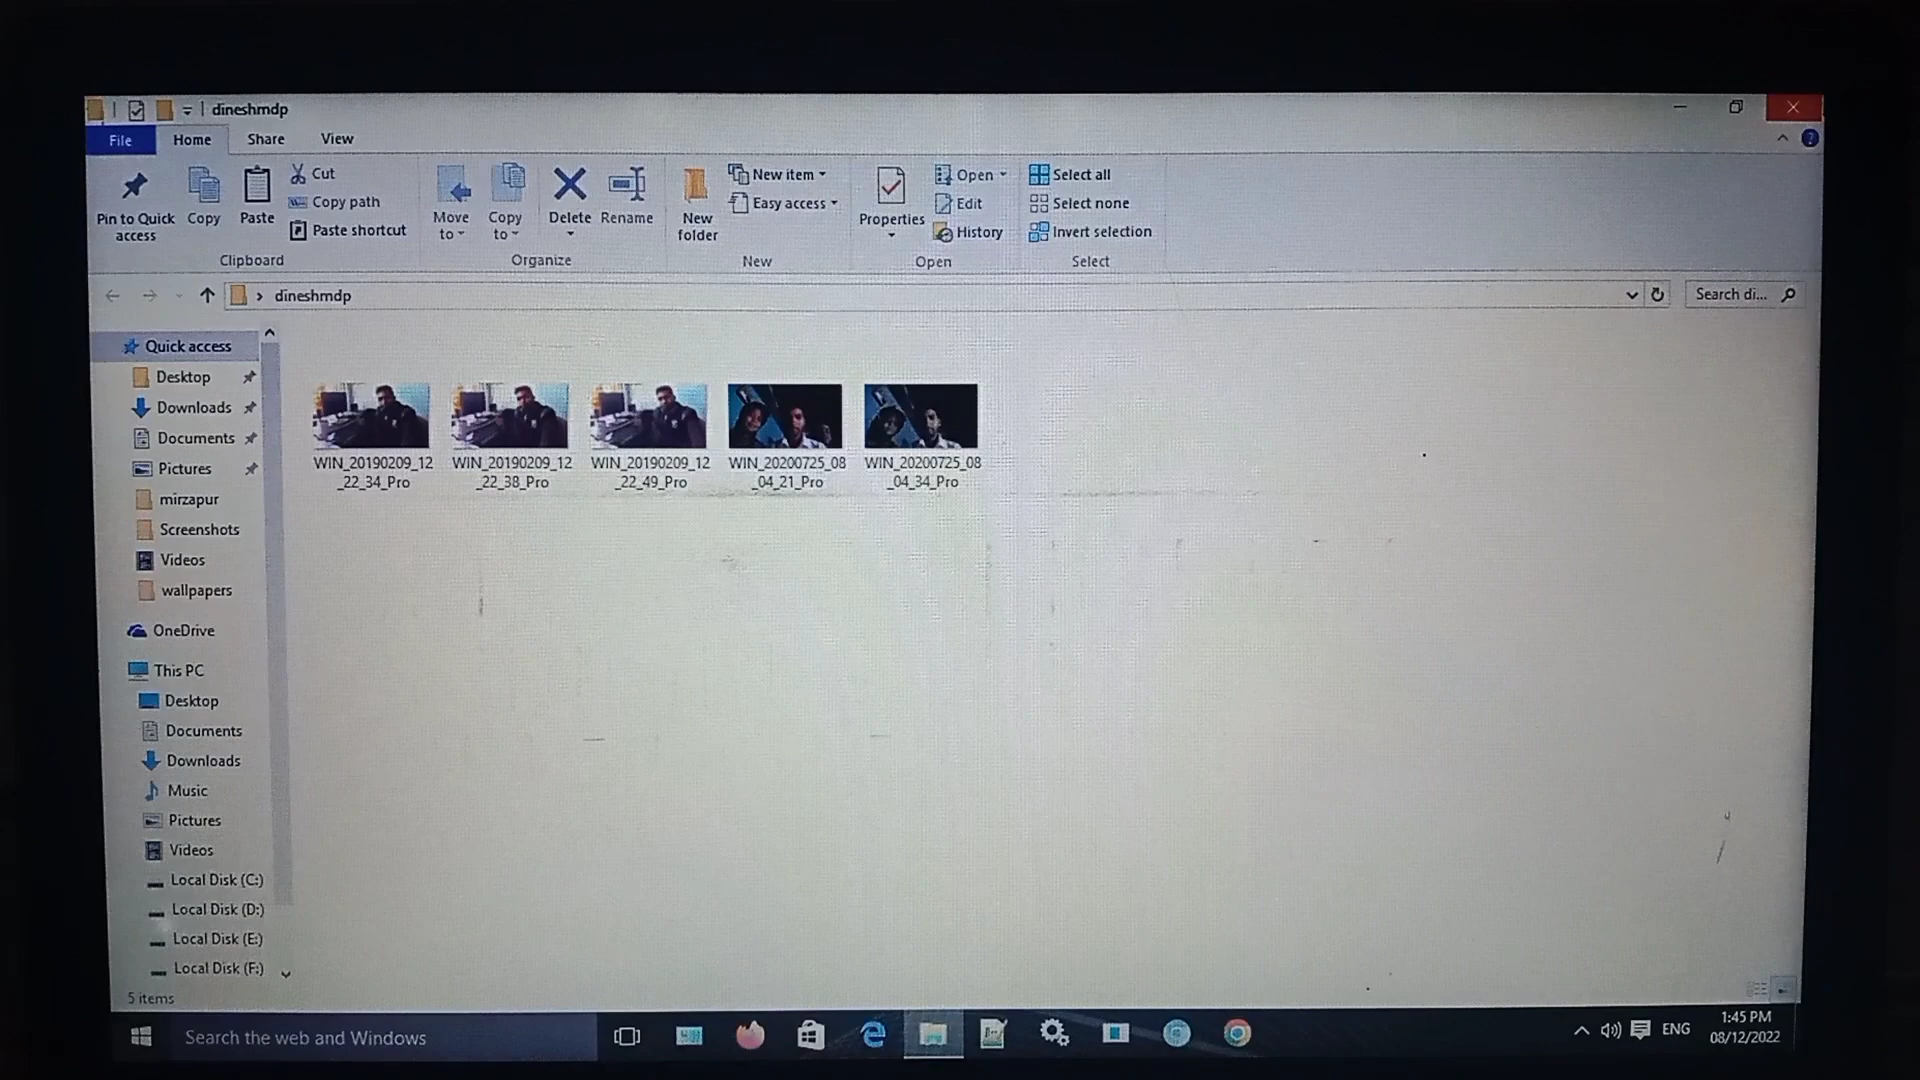 dineshmdp
File Home Share View
Pin to Quick access
Copy
Paste
Cut
Copy path
Paste shortcut
Clipboard
Move to
Copy to
Delete
Rename
Organize
New folder
New item
Easy access
New
Properties
Open
Edit
History
Open
Select all
Select none
Invert selection
Select
dineshmdp
Search di...
Quick access
Desktop
Downloads
Documents
Pictures
mirzapur
Screenshots
Videos
wallpapers
OneDrive
This PC
Desktop
Documents
Downloads
Music
Pictures
Videos
Local Disk (C:)
Local Disk (D:)
Local Disk (E:)
Local Disk (F:)
WIN_20190209_12
_22_34_Pro
WIN_20190209_12
_22_38_Pro
WIN_20190209_12
_22_49_Pro
WIN_20200725_08
_04_21_Pro
WIN_20200725_08
_04_34_Pro
5 items
Search the web and Windows
ENG
1:45 PM
08/12/2022